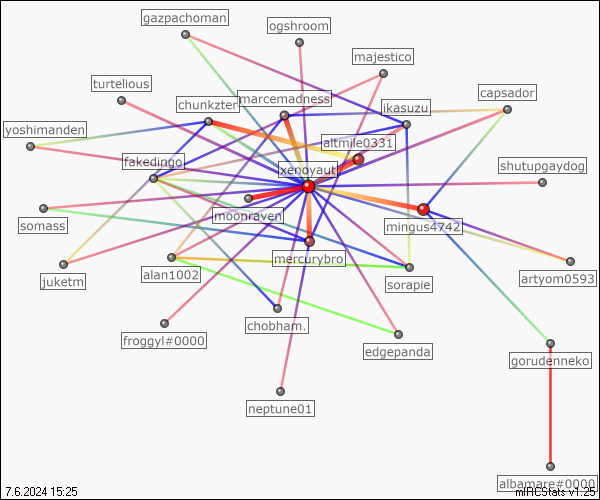 gazpachoman
ogshroom
majestico
turtelious
chunkzter
marcemadness
ikasuzu
capsador
yoshimanden
altmile0331
fakedingo
xenoyaut
shutupgaydog
somass
moonraven
mingus4742
mercurybro
juketm
alan1002
sorapie
artyom0593
froggyl#0000
chobham.
edgepanda
gorudenneko
neptune01
albamare#0000
7.6.2024 15:25
mIRCStats v1.25